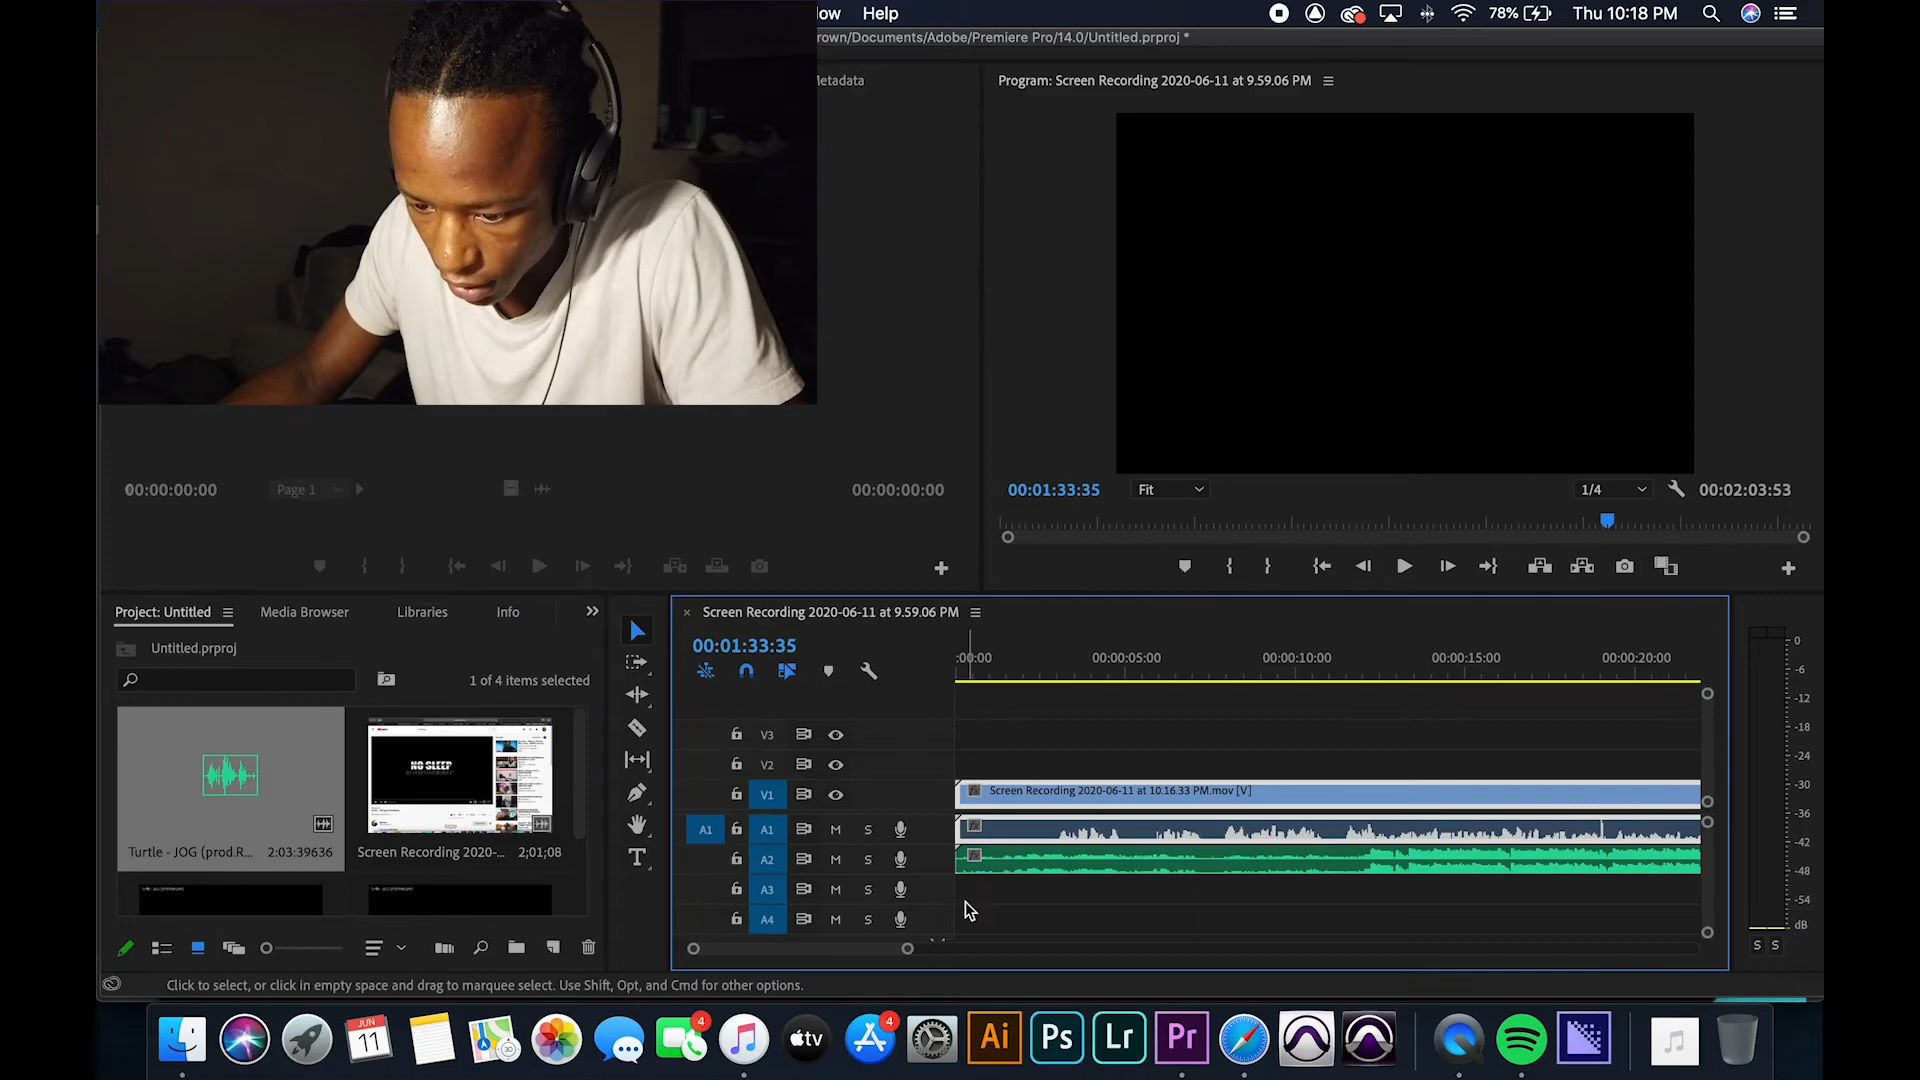 ow Help
78% Thu 10:18 PM
rown/Documents/Adobe/Premiere Pro/14.0/Untitled.prproj *
Metadata
Program: Screen Recording 2020-06-11 at 9.59.06 PM
00:00:00:00 Page 1 00:00:00:00
00:01:33:35 Fit 1/4 00:02:03:53
Project: Untitled Media Browser Libraries Info
Untitled.prproj
1 of 4 items selected
NO SLEEP
Turtle - JOG (prod.R... 2:03:39636
Screen Recording 2020-... 2;01;08
Screen Recording 2020-06-11 at 9.59.06 PM
00:01:33:35
:00:00 00:00:05:00 00:00:10:00 00:00:15:00 00:00:20:00
V3
V2
V1 fx Screen Recording 2020-06-11 at 10.16.33 PM.mov [V]
A1 A1 M S fx
A2 M S fx
A3 M S
A4 M S
0
-6
-12
-18
-24
-30
-36
-42
-48
-54
dB
S S
Click to select, or click in empty space and drag to marquee select. Use Shift, Opt, and Cmd for other options.
JUN
11
3D
4
tv
4
Ai
Ps
Lr
Pr